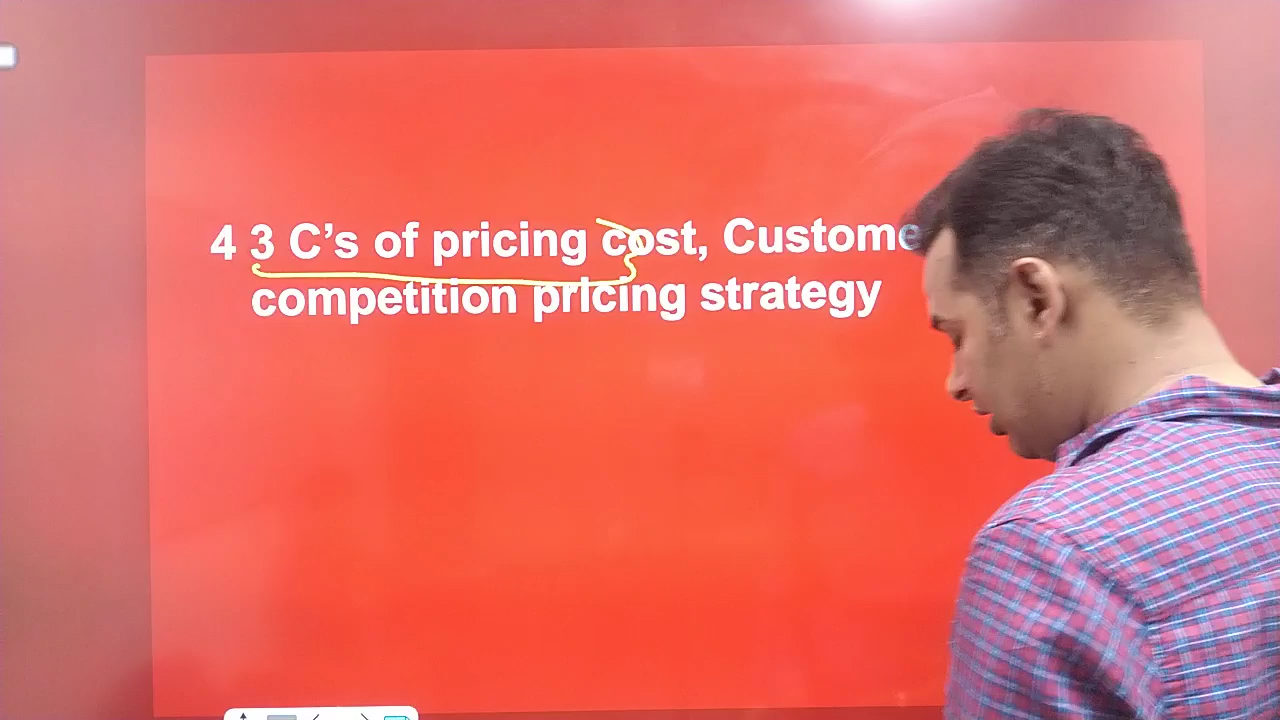 4 3 C’s of pricing cost, Custome
competition pricing strategy